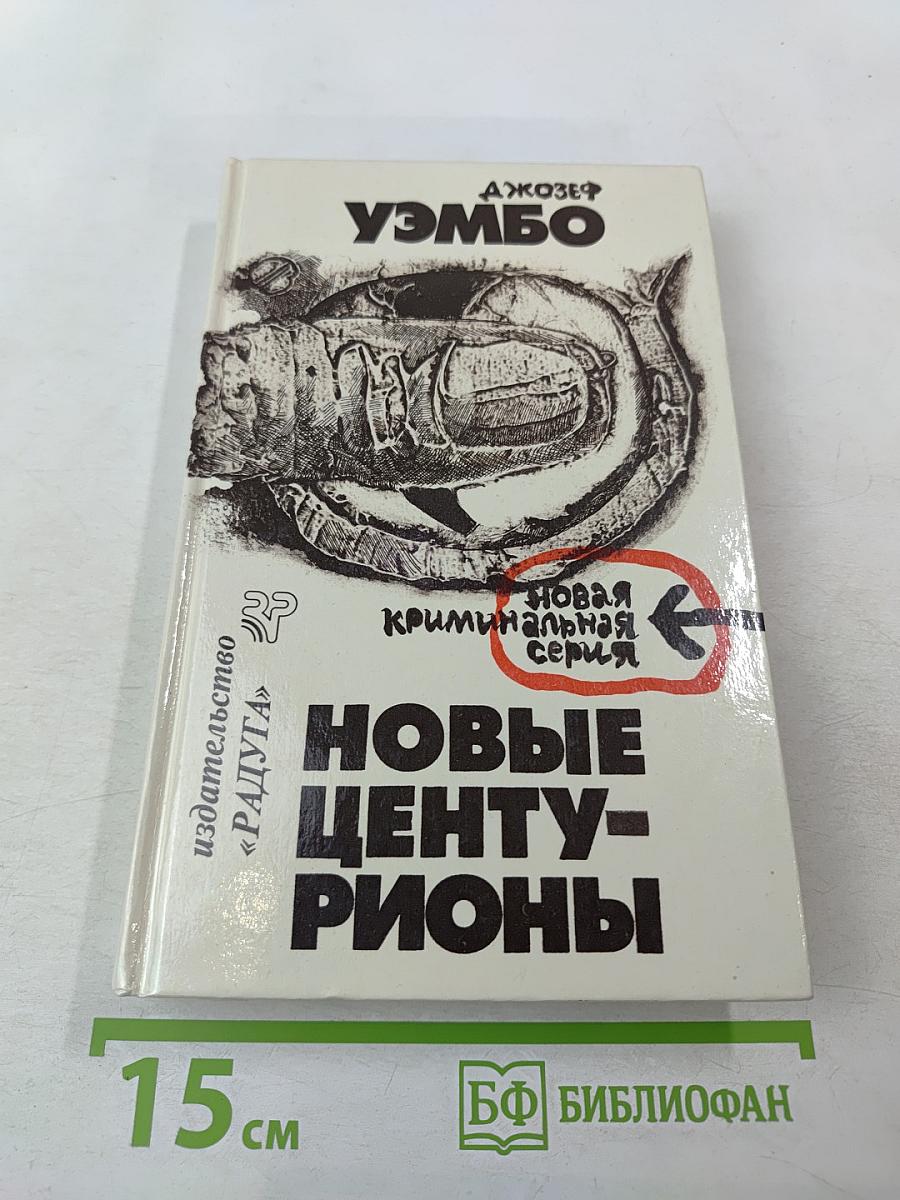 ДЖОЗЕФ
УЭМБО
новая
криминальная
серия
издательство
«РАДУГА»
НОВЫЕ
ЦЕНТУ-
РИОНЫ
15 см
БФ БИБЛИОФАН